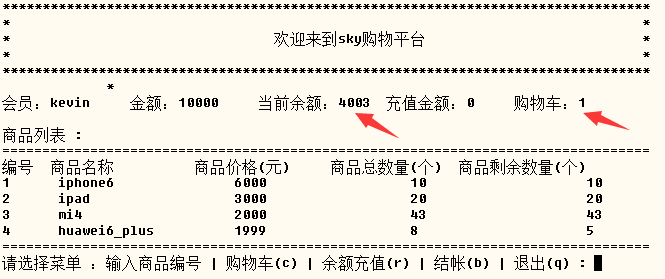 ********************************************************************************
* *
* 欢迎来到sky购物平台 *
* *
********************************************************************************
*
会员：kevin 金额：10000 当前余额：4003 充值金额：0 购物车：1
商品列表 :
================================================================================
编号 商品名称 商品价格(元) 商品总数量(个) 商品剩余数量(个)
1 iphone6 6000 10 10
2 ipad 3000 20 20
3 mi4 2000 43 43
4 huawei6_plus 1999 8 5
================================================================================
请选择菜单 ：输入商品编号 | 购物车(c) | 余额充值(r) | 结帐(b) | 退出(q) :